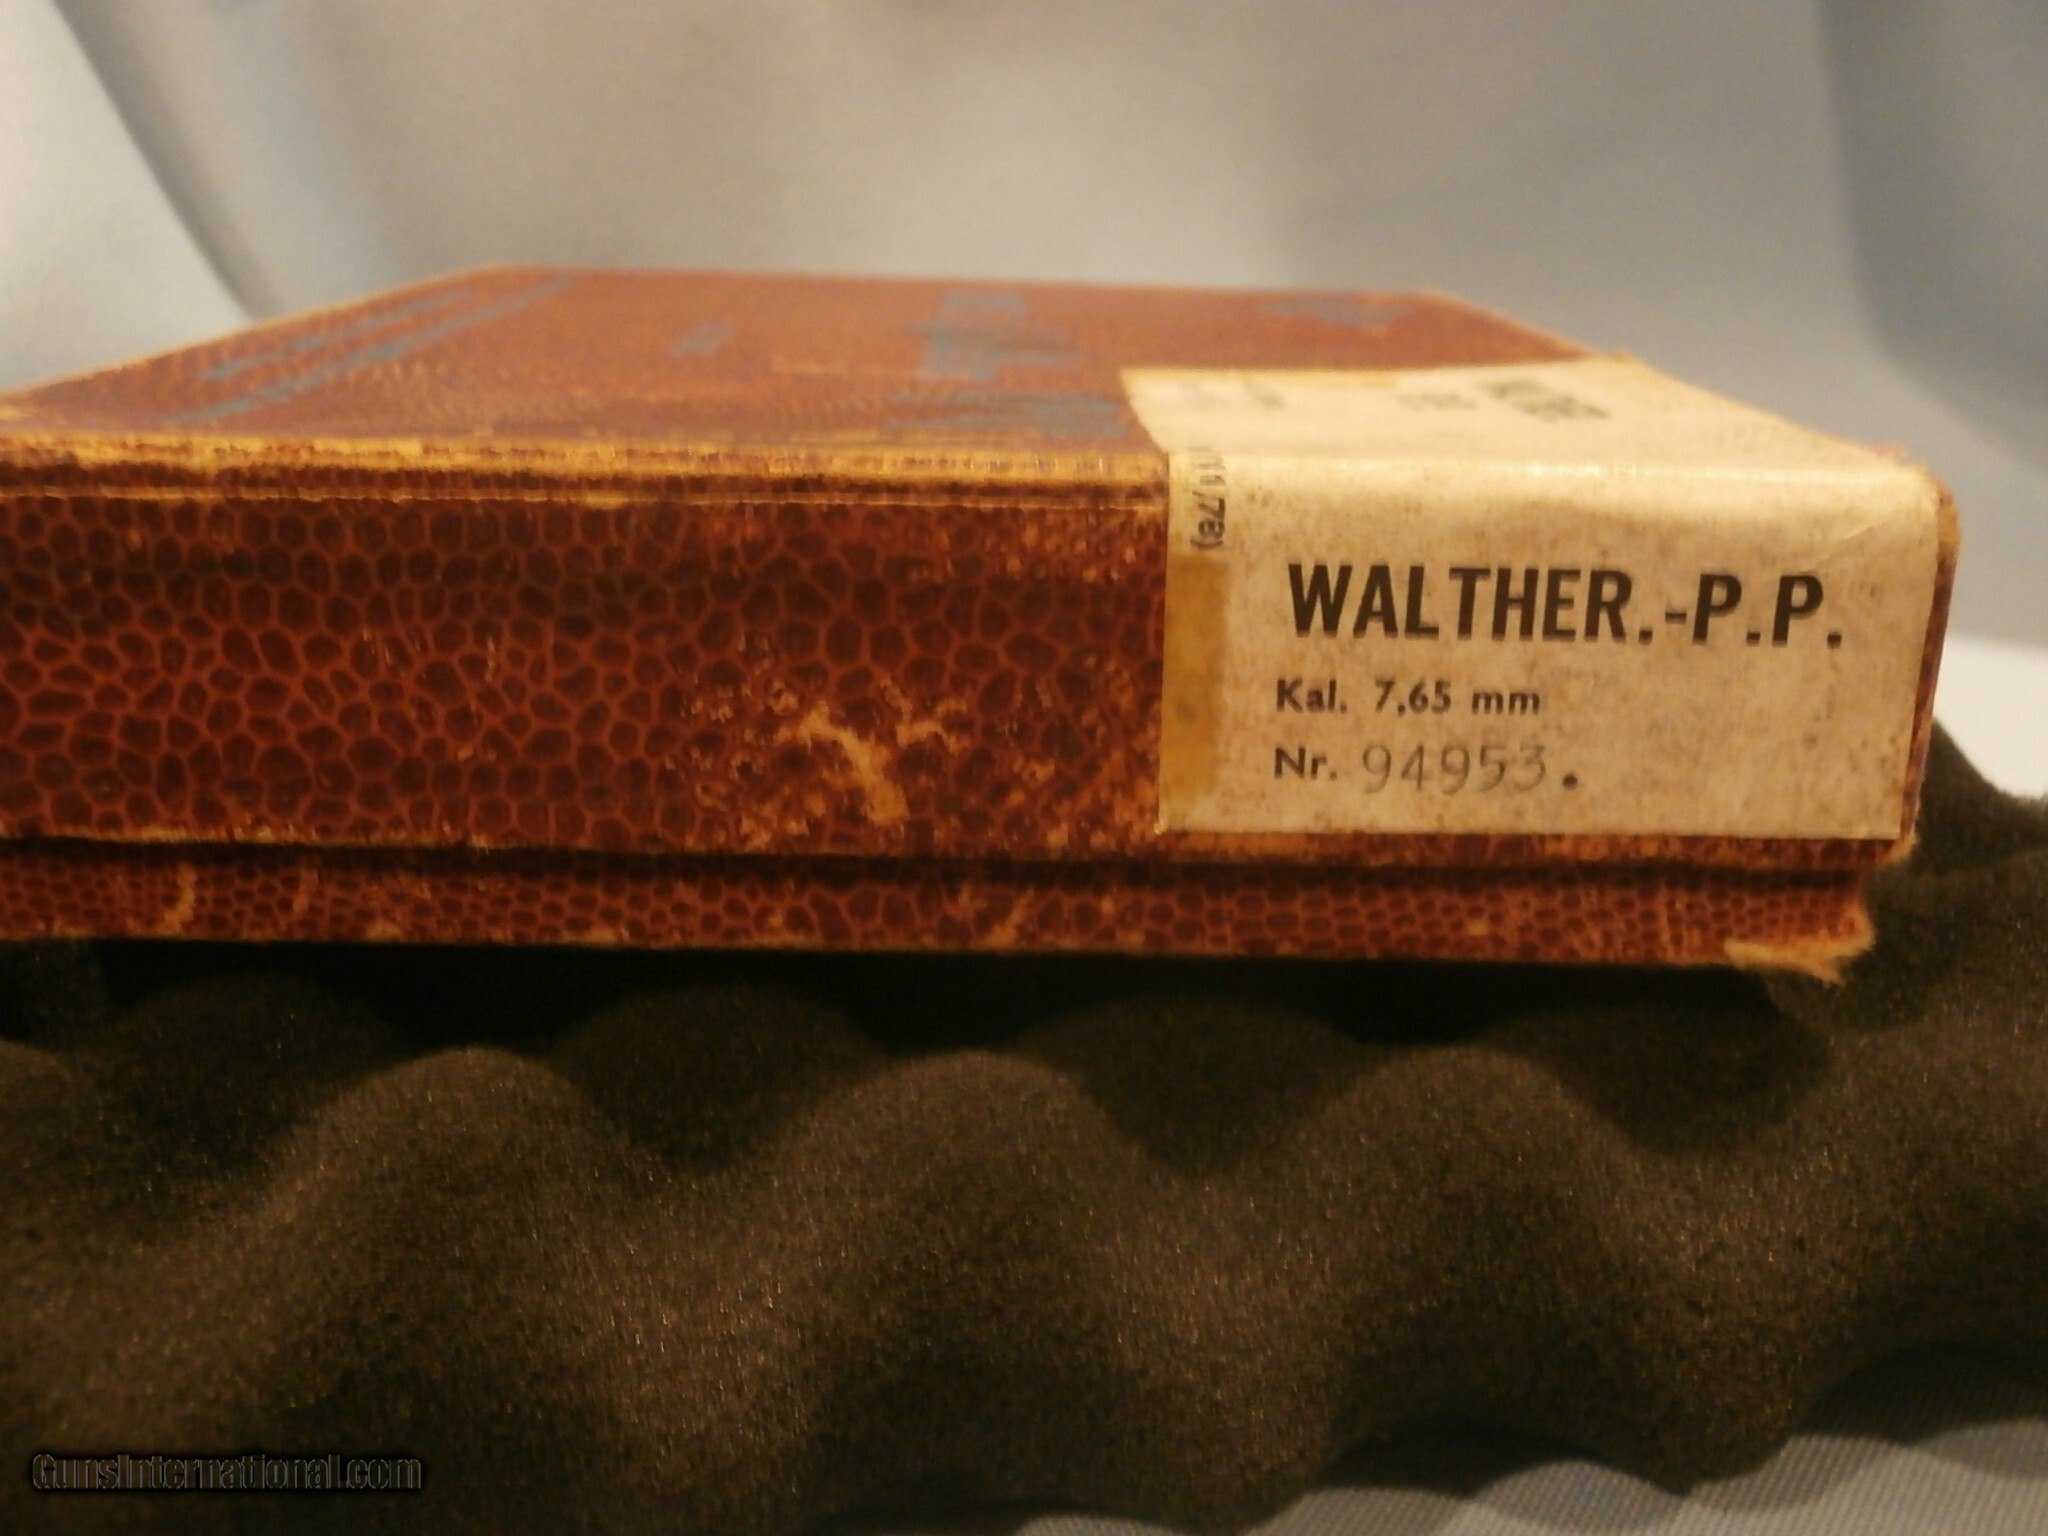 WALTHER.-P.P.
Kal. 7,65 mm
Nr. 94953.
GunsInternational.com